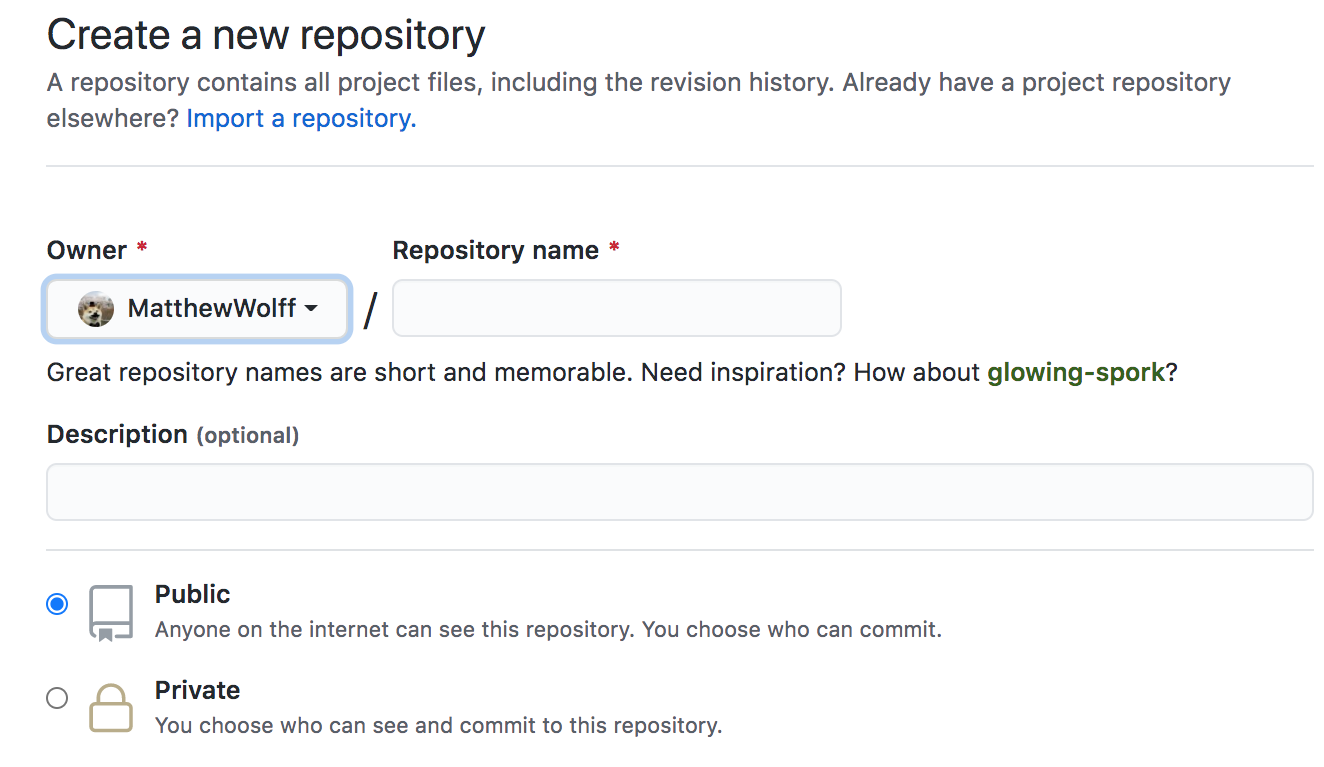 Create a new repository
A repository contains all project files, including the revision history. Already have a project repository
elsewhere? Import a repository.
Owner * Repository name *
MatthewWolff /
Great repository names are short and memorable. Need inspiration? How about glowing-spork?
Description (optional)
Public
Anyone on the internet can see this repository. You choose who can commit.
Private
You choose who can see and commit to this repository.